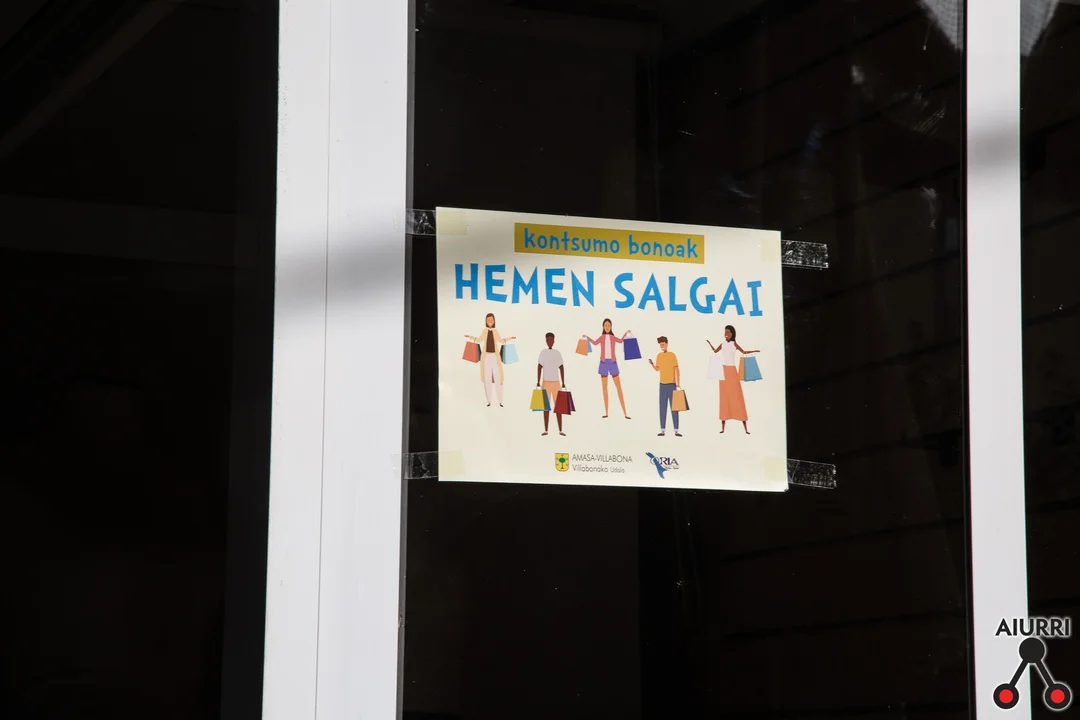 kontsumo bonoak
HEMEN SALGAI
AMASA-VILLABONA
Villabonako Udala
ORIA
AIURRI